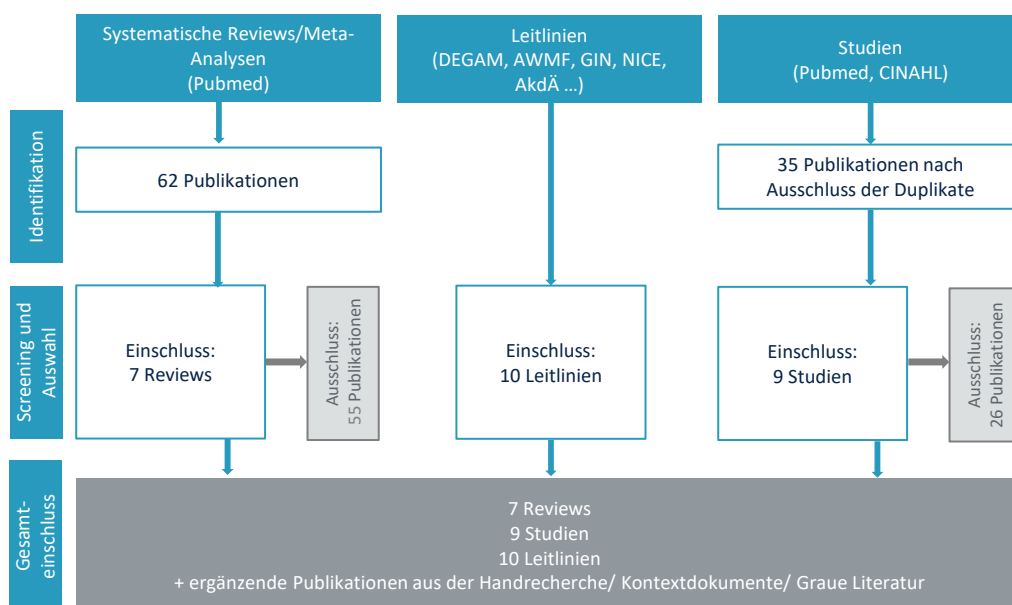 Systematische Reviews/Meta-
Analysen
(Pubmed)
Leitlinien
(DEGAM, AWMF, GIN, NICE,
AkdÄ …)
Studien
(Pubmed, CINAHL)
Identifikation
62 Publikationen
35 Publikationen nach
Ausschluss der Duplikate
Screening und
Auswahl
Einschluss:
7 Reviews
Ausschluss:
55 Publikationen
Einschluss:
10 Leitlinien
Einschluss:
9 Studien
Ausschluss:
26 Publikationen
Gesamt-
einschluss
7 Reviews
9 Studien
10 Leitlinien
+ ergänzende Publikationen aus der Handrecherche/ Kontextdokumente/ Graue Literatur